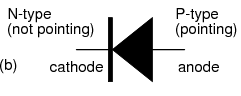 N-type
(not pointing)
P-type
(pointing)
(b)
cathode
anode